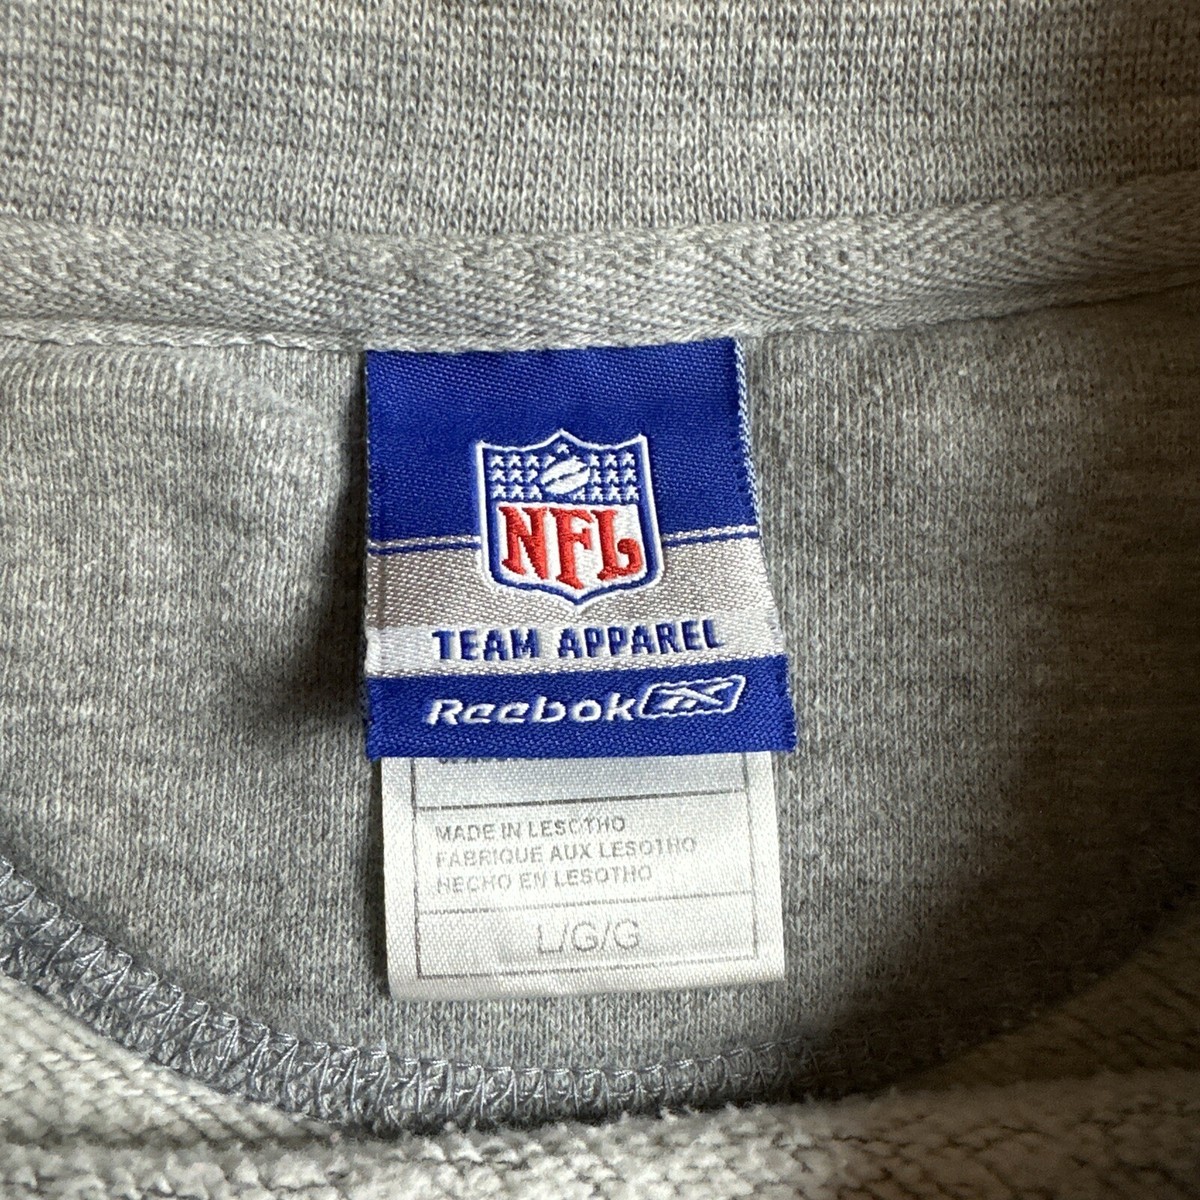 NFL
TEAM APPAREL
Reebok
MADE IN LESOTHO
FABRIQUE AUX LESOTHO
HECHO EN LESOTHO
L/G/G